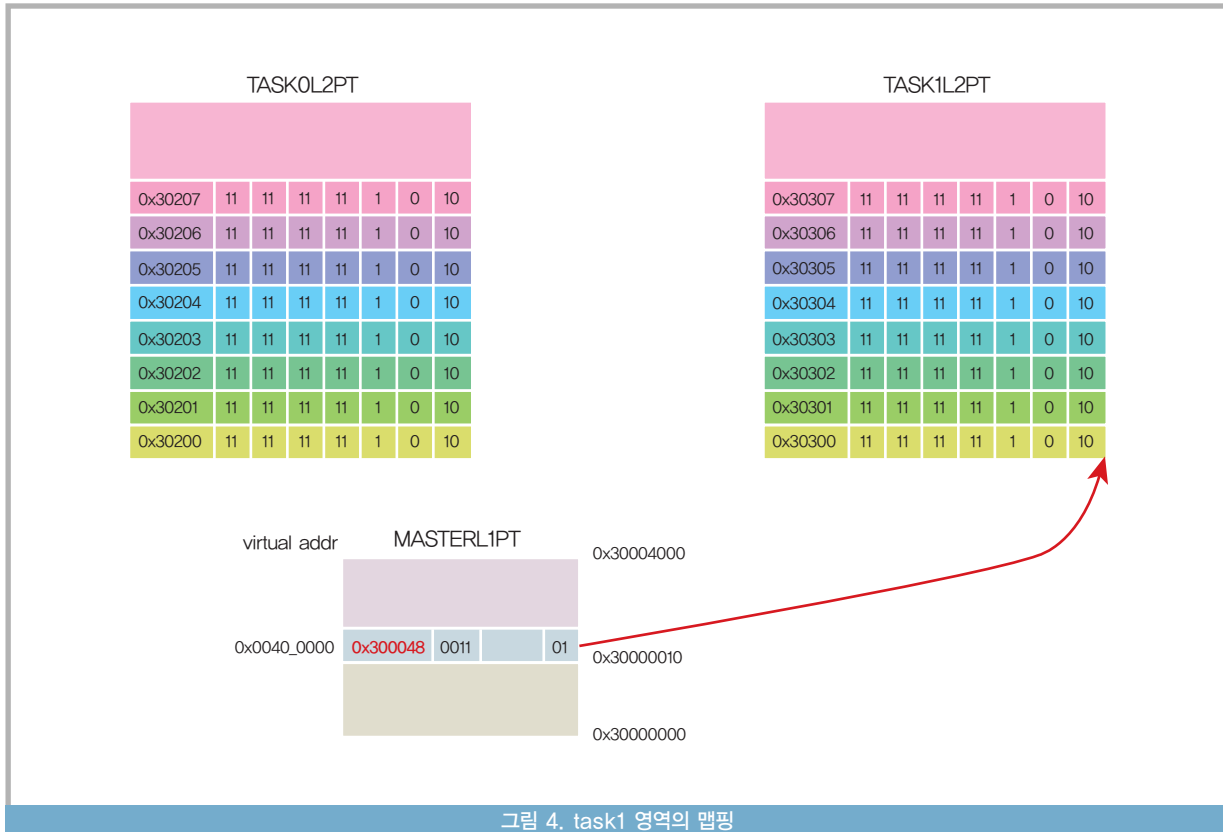 TASK0L2PT
0x30207 11 11 11 11 1 0 10
0x30206 11 11 11 11 1 0 10
0x30205 11 11 11 11 1 0 10
0x30204 11 11 11 11 1 0 10
0x30203 11 11 11 11 1 0 10
0x30202 11 11 11 11 1 0 10
0x30201 11 11 11 11 1 0 10
0x30200 11 11 11 11 1 0 10
TASK1L2PT
0x30307 11 11 11 11 1 0 10
0x30306 11 11 11 11 1 0 10
0x30305 11 11 11 11 1 0 10
0x30304 11 11 11 11 1 0 10
0x30303 11 11 11 11 1 0 10
0x30302 11 11 11 11 1 0 10
0x30301 11 11 11 11 1 0 10
0x30300 11 11 11 11 1 0 10
virtual addr MASTERL1PT
0x30004000
0x0040_0000 0x300048 0011 01
0x30000010
0x30000000
그림 4. task1 영역의 맵핑